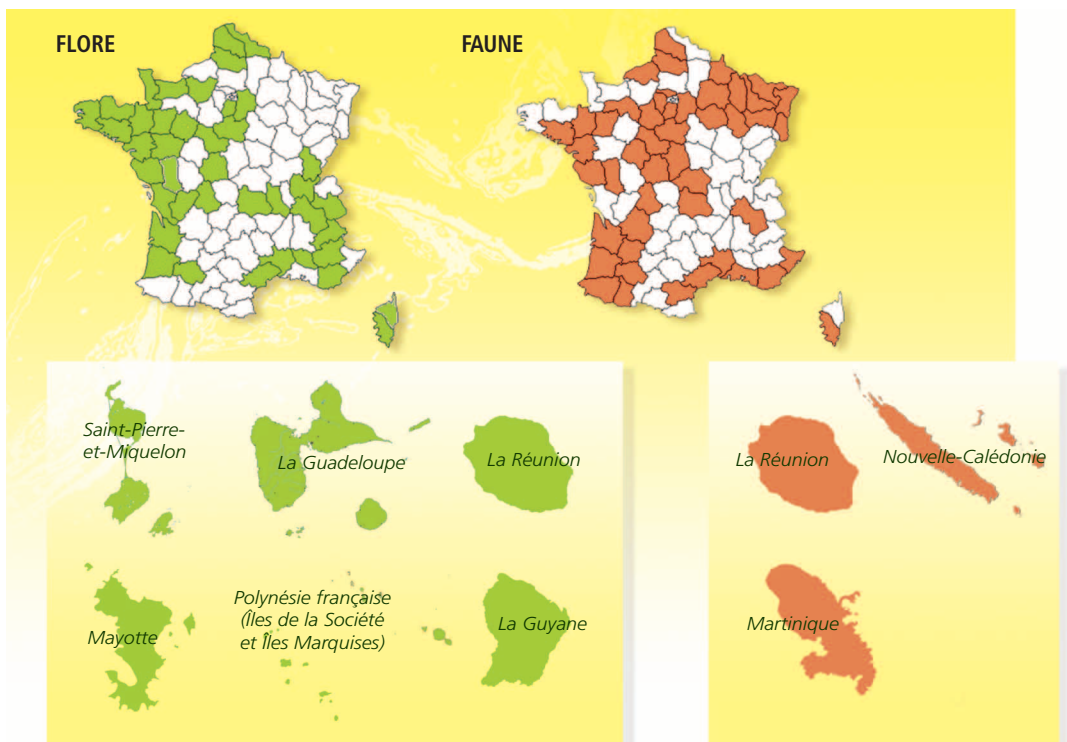 FLORE
FAUNE
Saint-Pierre-
et-Miquelon
La Guadeloupe
La Réunion
La Réunion
Nouvelle-Calédonie
Mayotte
Polynésie française
(Îles de la Société
et Îles Marquises)
La Guyane
Martinique